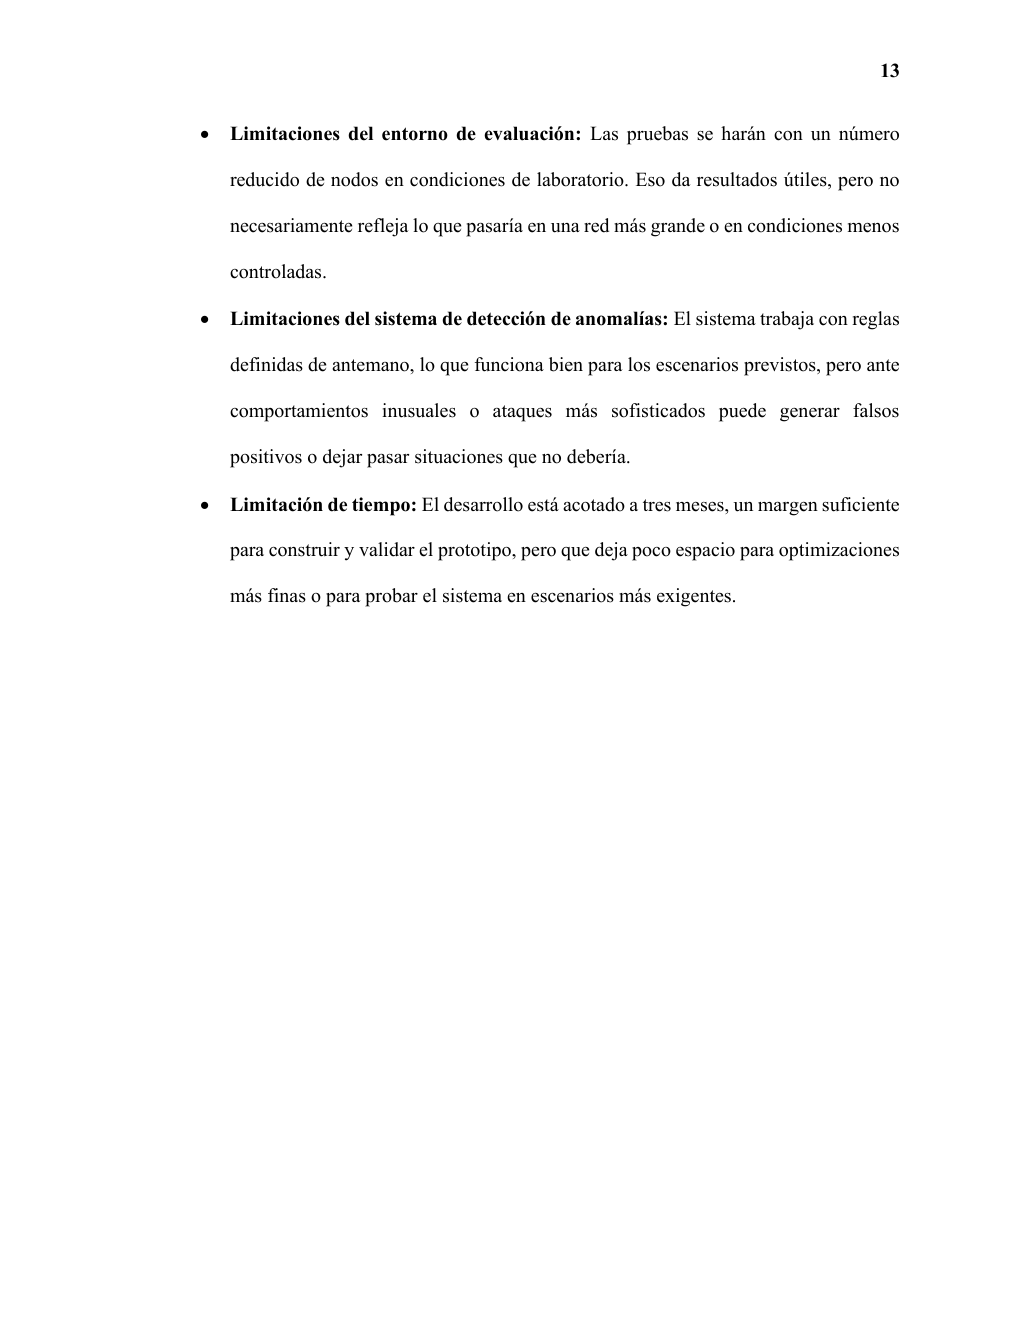 13
• Limitaciones del entorno de evaluación: Las pruebas se harán con un número
reducido de nodos en condiciones de laboratorio. Eso da resultados útiles, pero no
necesariamente refleja lo que pasaría en una red más grande o en condiciones menos
controladas.
• Limitaciones del sistema de detección de anomalías: El sistema trabaja con reglas
definidas de antemano, lo que funciona bien para los escenarios previstos, pero ante
comportamientos inusuales o ataques más sofisticados puede generar falsos
positivos o dejar pasar situaciones que no debería.
• Limitación de tiempo: El desarrollo está acotado a tres meses, un margen suficiente
para construir y validar el prototipo, pero que deja poco espacio para optimizaciones
más finas o para probar el sistema en escenarios más exigentes.